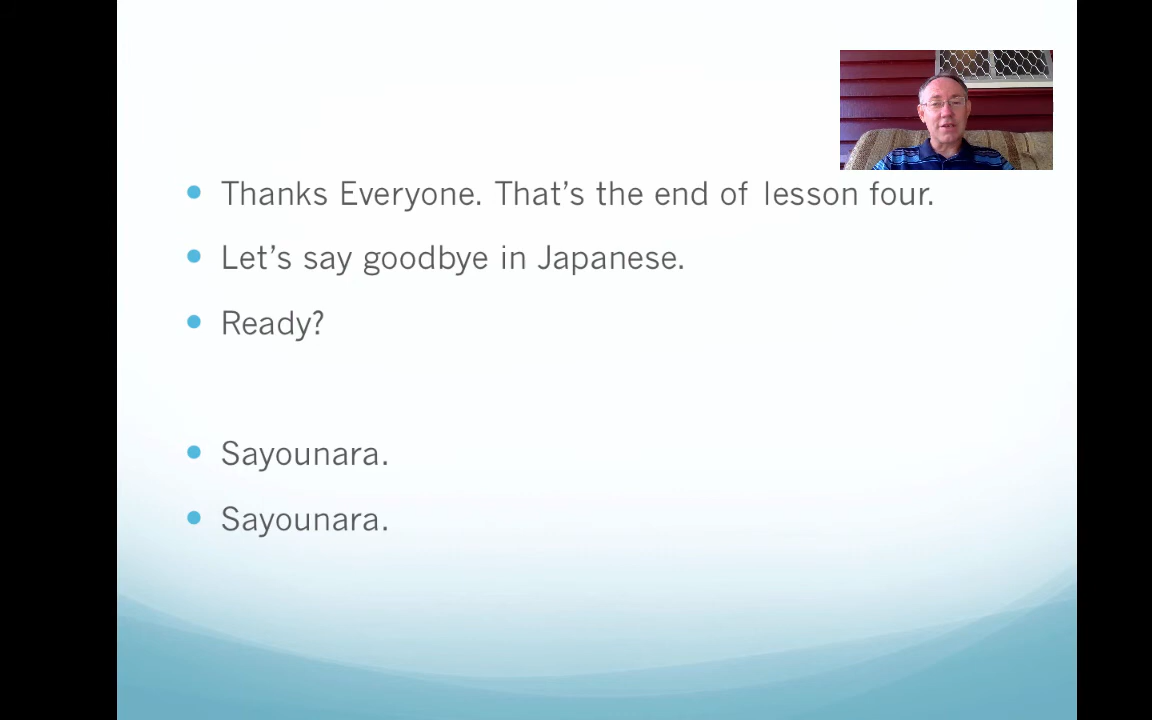 Thanks Everyone. That's the end of lesson four.
Let's say goodbye in Japanese.
Ready?
Sayounara.
Sayounara.